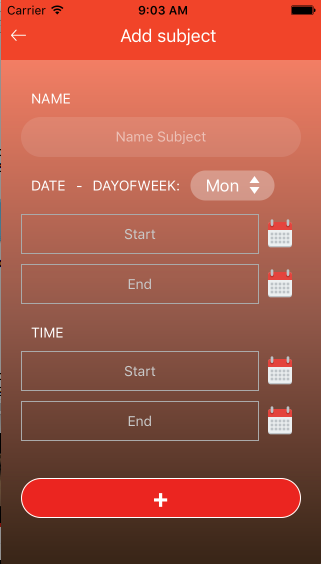 Carrier 9:03 AM
Add subject
NAME
Name Subject
DATE - DAYOFWEEK: Mon
Start
End
TIME
Start
End
+